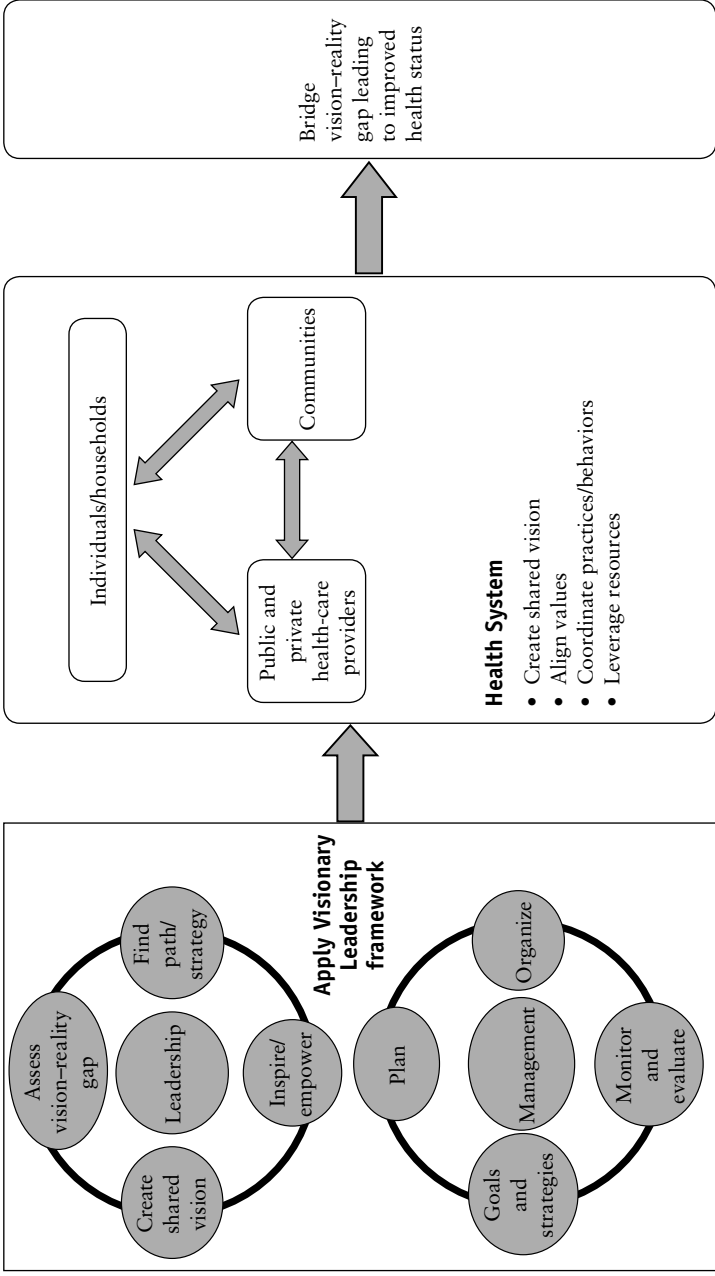 Assess
vision–reality
gap
Create
shared
vision
Leadership
Find
path/
strategy
Inspire/
empower
Apply Visionary
Leadership
framework
Plan
Goals
and
strategies
Management
Organize
Monitor
and
evaluate
Individuals/households
Public and
private
health-care
providers
Communities
Health System
• Create shared vision
• Align values
• Coordinate practices/behaviors
• Leverage resources
Bridge
vision–reality
gap leading
to improved
health status